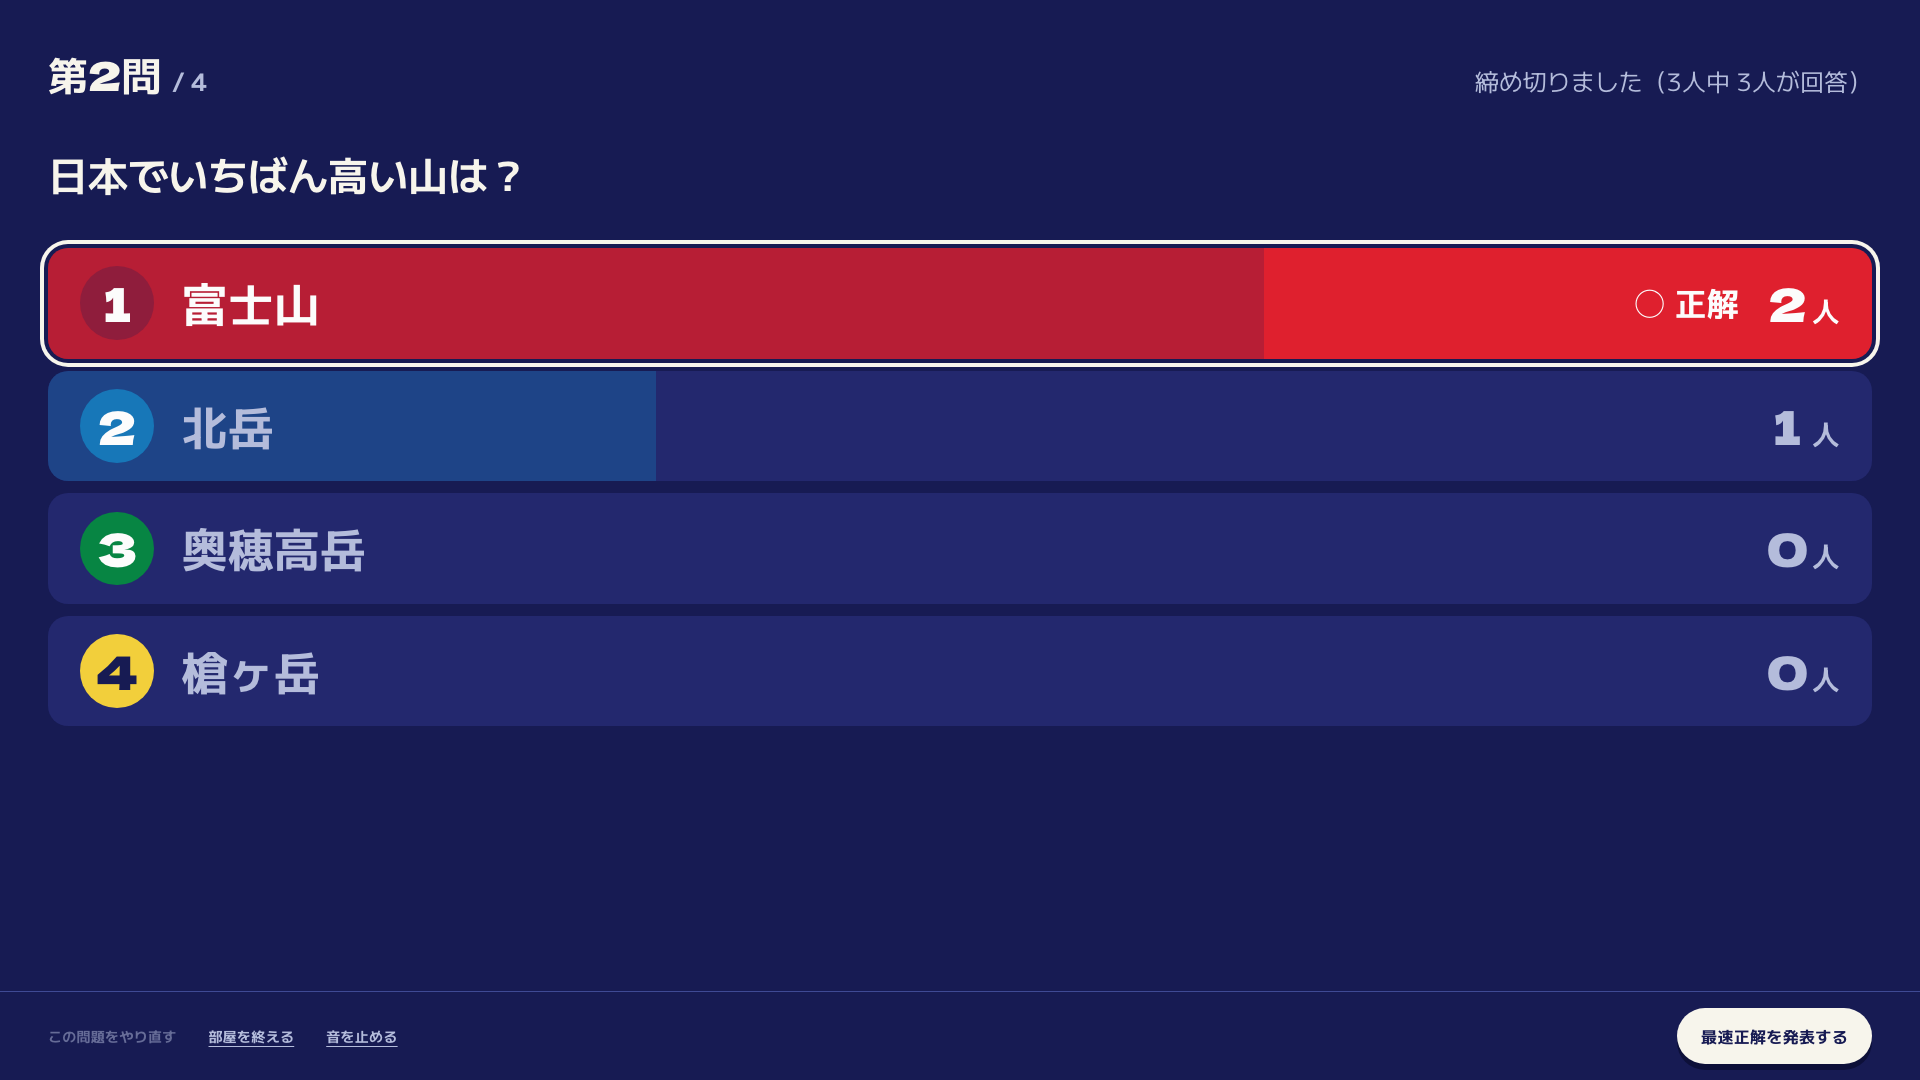 第2問 / 4
締め切りました（3人中 3人が回答）
日本でいちばん高い山は？
1 富士山 ○ 正解 2人
2 北岳 1人
3 奥穂高岳 0人
4 槍ヶ岳 0人
この問題をやり直す 部屋を終える 音を止める 最速正解を発表する